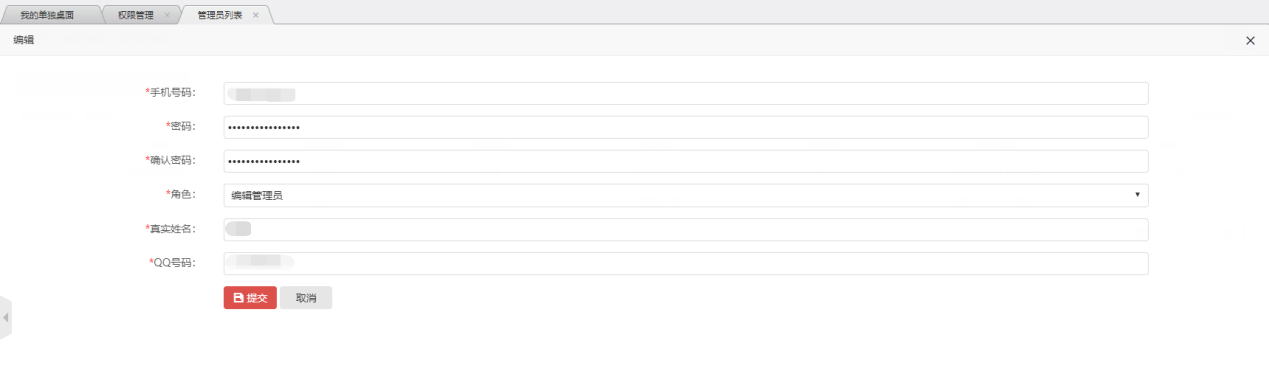 我的单独桌面 权限管理 × 管理员列表 ×
编辑 ×
*手机号码：
*密码： ••••••••••••••••
*确认密码： ••••••••••••••••
*角色： 编辑管理员
*真实姓名：
*QQ号码：
提交 取消